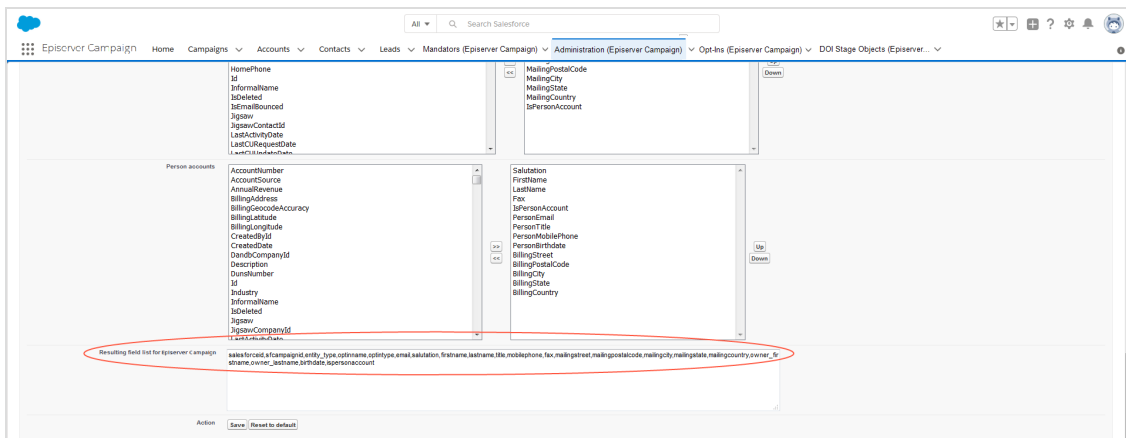 All
Search Salesforce
Episerver Campaign Home Campaigns Accounts Contacts Leads Mandators (Episerver Campaign) Administration (Episerver Campaign) Opt-Ins (Episerver Campaign) DOI Stage Objects (Episerver...
HomePhone
Id
InformalName
IsDeleted
IsEmailBounced
Jigsaw
JigsawContactId
LastActivityDate
LastCURequestDate
LastCUUpdateDate
<<
MailingPostalCode
MailingCity
MailingState
MailingCountry
IsPersonAccount
Up
Down
Person accounts
AccountNumber
AccountSource
AnnualRevenue
BillingAddress
BillingGeocodeAccuracy
BillingLatitude
BillingLongitude
CreatedById
CreatedDate
DandbCompanyId
Description
DunsNumber
Id
Industry
InformalName
IsDeleted
Jigsaw
JigsawCompanyId
LastActivityDate
>>
<<
Salutation
FirstName
LastName
Fax
IsPersonAccount
PersonEmail
PersonTitle
PersonMobilePhone
PersonBirthdate
BillingStreet
BillingPostalCode
BillingCity
BillingState
BillingCountry
Up
Down
Resulting field list for Episerver Campaign
salesforceid,sfcampaignid,entity_type,optinname,optintype,email,salutation,firstname,lastname,title,mobilephone,fax,mailingstreet,mailingpostalcode,mailingcity,mailingstate,mailingcountry,owner_fir
stname,owner_lastname,birthdate,ispersonaccount
Action
Save Reset to default